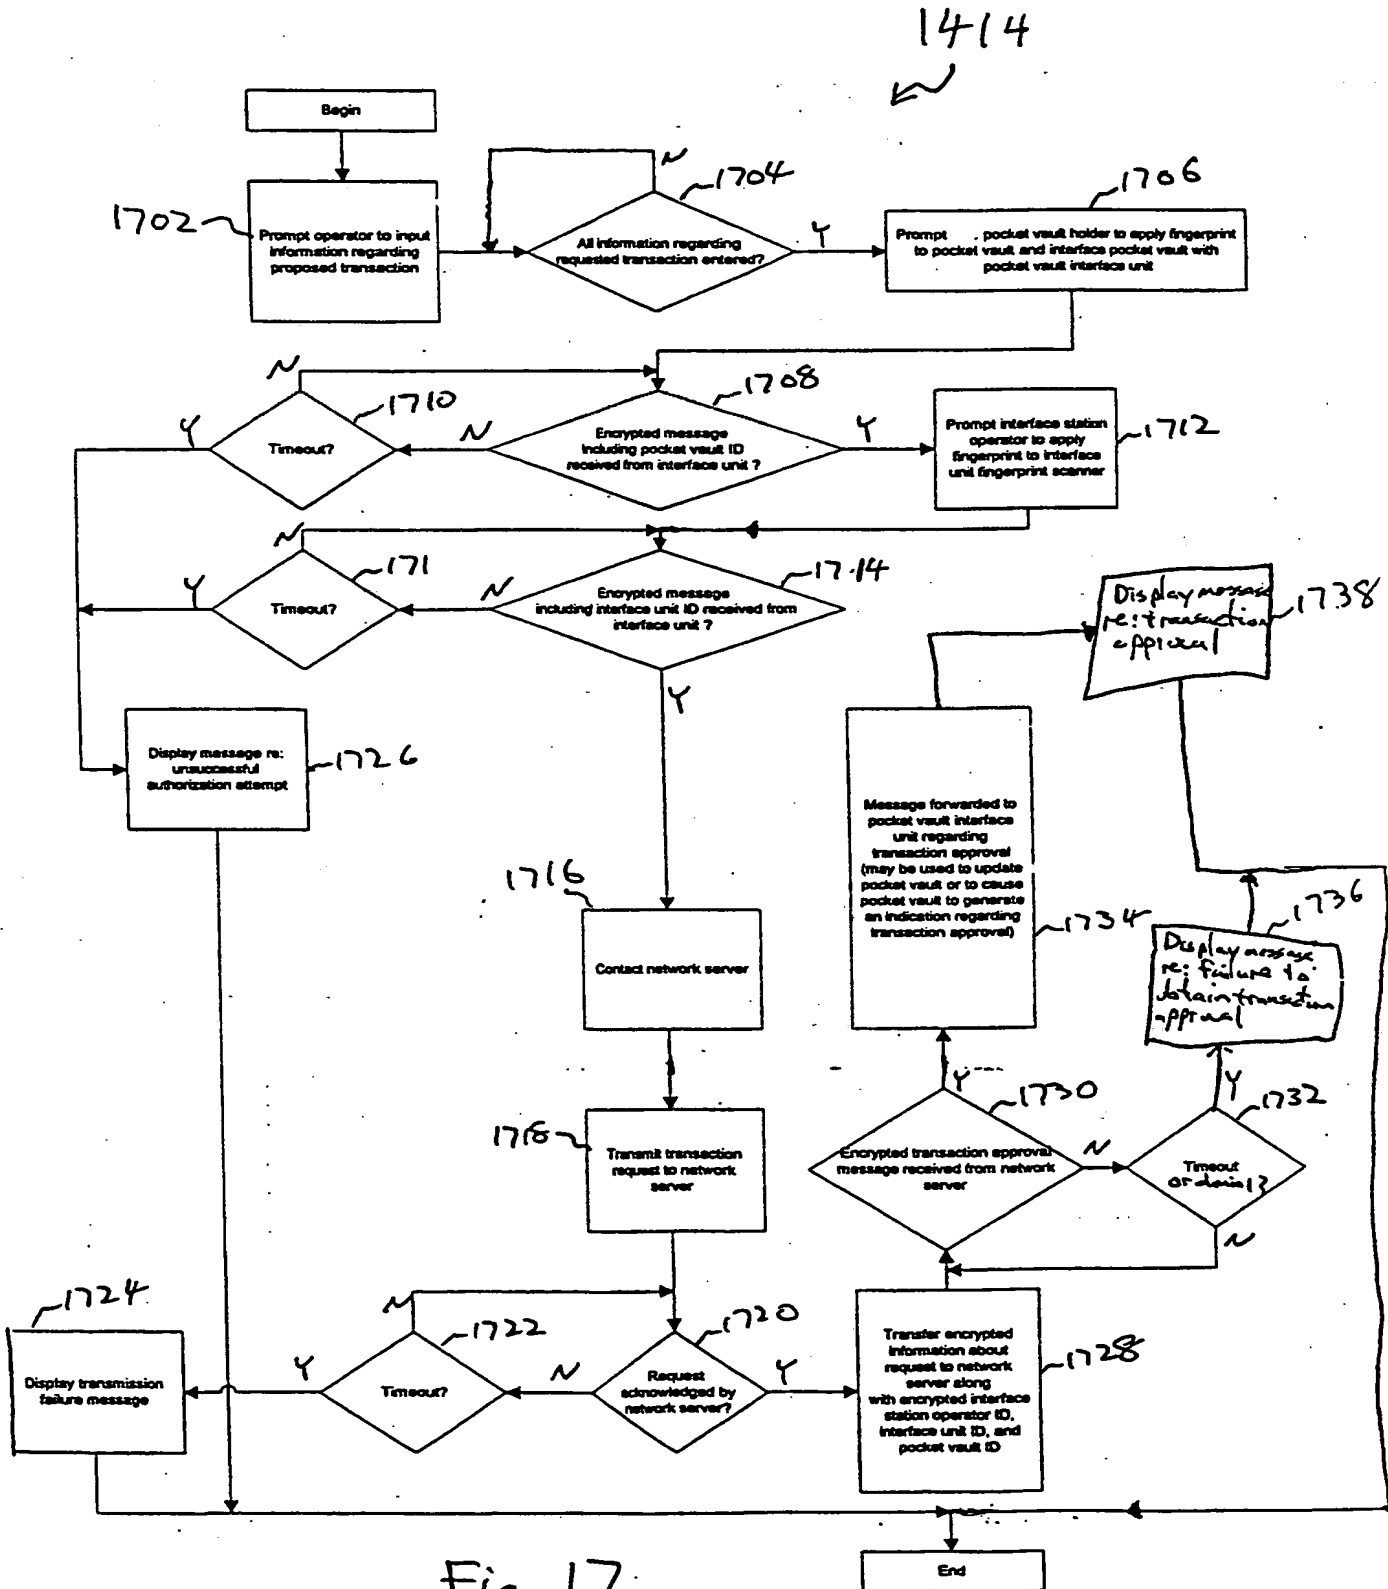 1414
Begin
1702
Prompt operator to input
information regarding
proposed transaction
N
1704
All information regarding
requested transaction entered?
Y
1706
Prompt , pocket vault holder to apply fingerprint
to pocket vault and interface pocket vault with
pocket vault interface unit
N
1710
Y
Timeout?
N
1708
Encrypted message
including pocket vault ID
received from interface unit ?
Y
1712
Prompt interface station
operator to apply
fingerprint to interface
unit fingerprint scanner
N
171
Y
Timeout?
N
1714
Encrypted message
including interface unit ID received from
interface unit ?
Y
1738
Display message
re: transaction
approval
Display message re:
unsuccessful
authorization attempt
1726
Message forwarded to
pocket vault interface
unit regarding
transaction approval
(may be used to update
pocket vault or to cause
pocket vault to generate
an indication regarding
transaction approval)
1734
1716
Contact network server
1736
Display message
re: failure to
obtain transaction
approval
Y
1730
Encrypted transaction approval
message received from network
server
N
Y
1732
Timeout
or denial?
N
1718
Transmit transaction
request to network
server
1724
Display transmission
failure message
N
1722
Y
Timeout?
N
1720
Request
acknowledged by
network server?
Y
Transfer encrypted
information about
request to network
server along
with encrypted interface
station operator ID,
interface unit ID, and
pocket vault ID
1728
End
Fig. 17